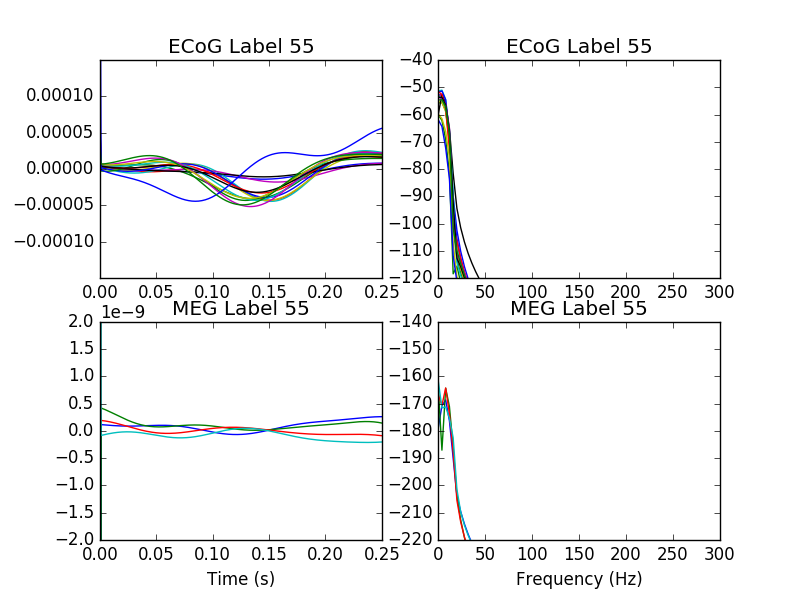 ECoG Label 55
0.00010
0.00005
0.00000
−0.00005
−0.00010
0.00 0.05 0.10 0.15 0.20 0.25
ECoG Label 55
−40
−50
−60
−70
−80
−90
−100
−110
−120
0 50 100 150 200 250 300
1e−9
MEG Label 55
2.0
1.5
1.0
0.5
0.0
−0.5
−1.0
−1.5
−2.0
0.00 0.05 0.10 0.15 0.20 0.25
Time (s)
MEG Label 55
−140
−150
−160
−170
−180
−190
−200
−210
−220
0 50 100 150 200 250 300
Frequency (Hz)